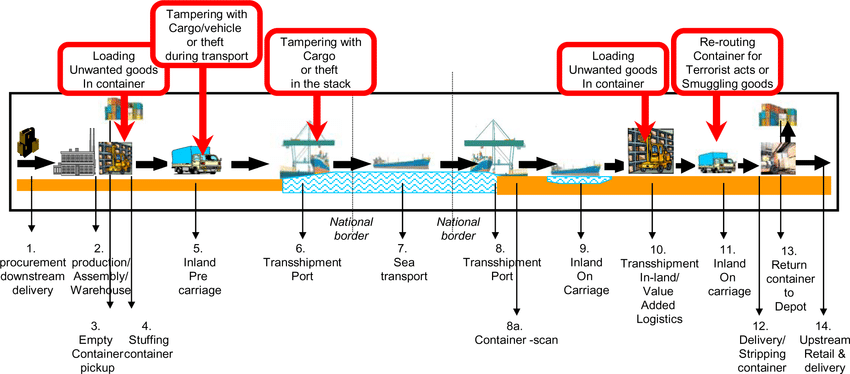 Loading
Unwanted goods
In container
Tampering with
Cargo/vehicle
or theft
during transport
Tampering with
Cargo
or theft
in the stack
Loading
Unwanted goods
In container
Re-routing
Container for
Terrorist acts or
Smuggling goods
National
border
National
border
1.
procurement
downstream
delivery
2.
production/
Assembly/
Warehouse
3.
Empty
Container
pickup
4.
Stuffing
container
5.
Inland
Pre
carriage
6.
Transshipment
Port
7.
Sea
transport
8.
Transshipment
Port
8a.
Container -scan
9.
Inland
On
Carriage
10.
Transshipment
In-land/
Value
Added
Logistics
11.
Inland
On
carriage
12.
Delivery/
Stripping
container
13.
Return
container
to
Depot
14.
Upstream
Retail &
delivery